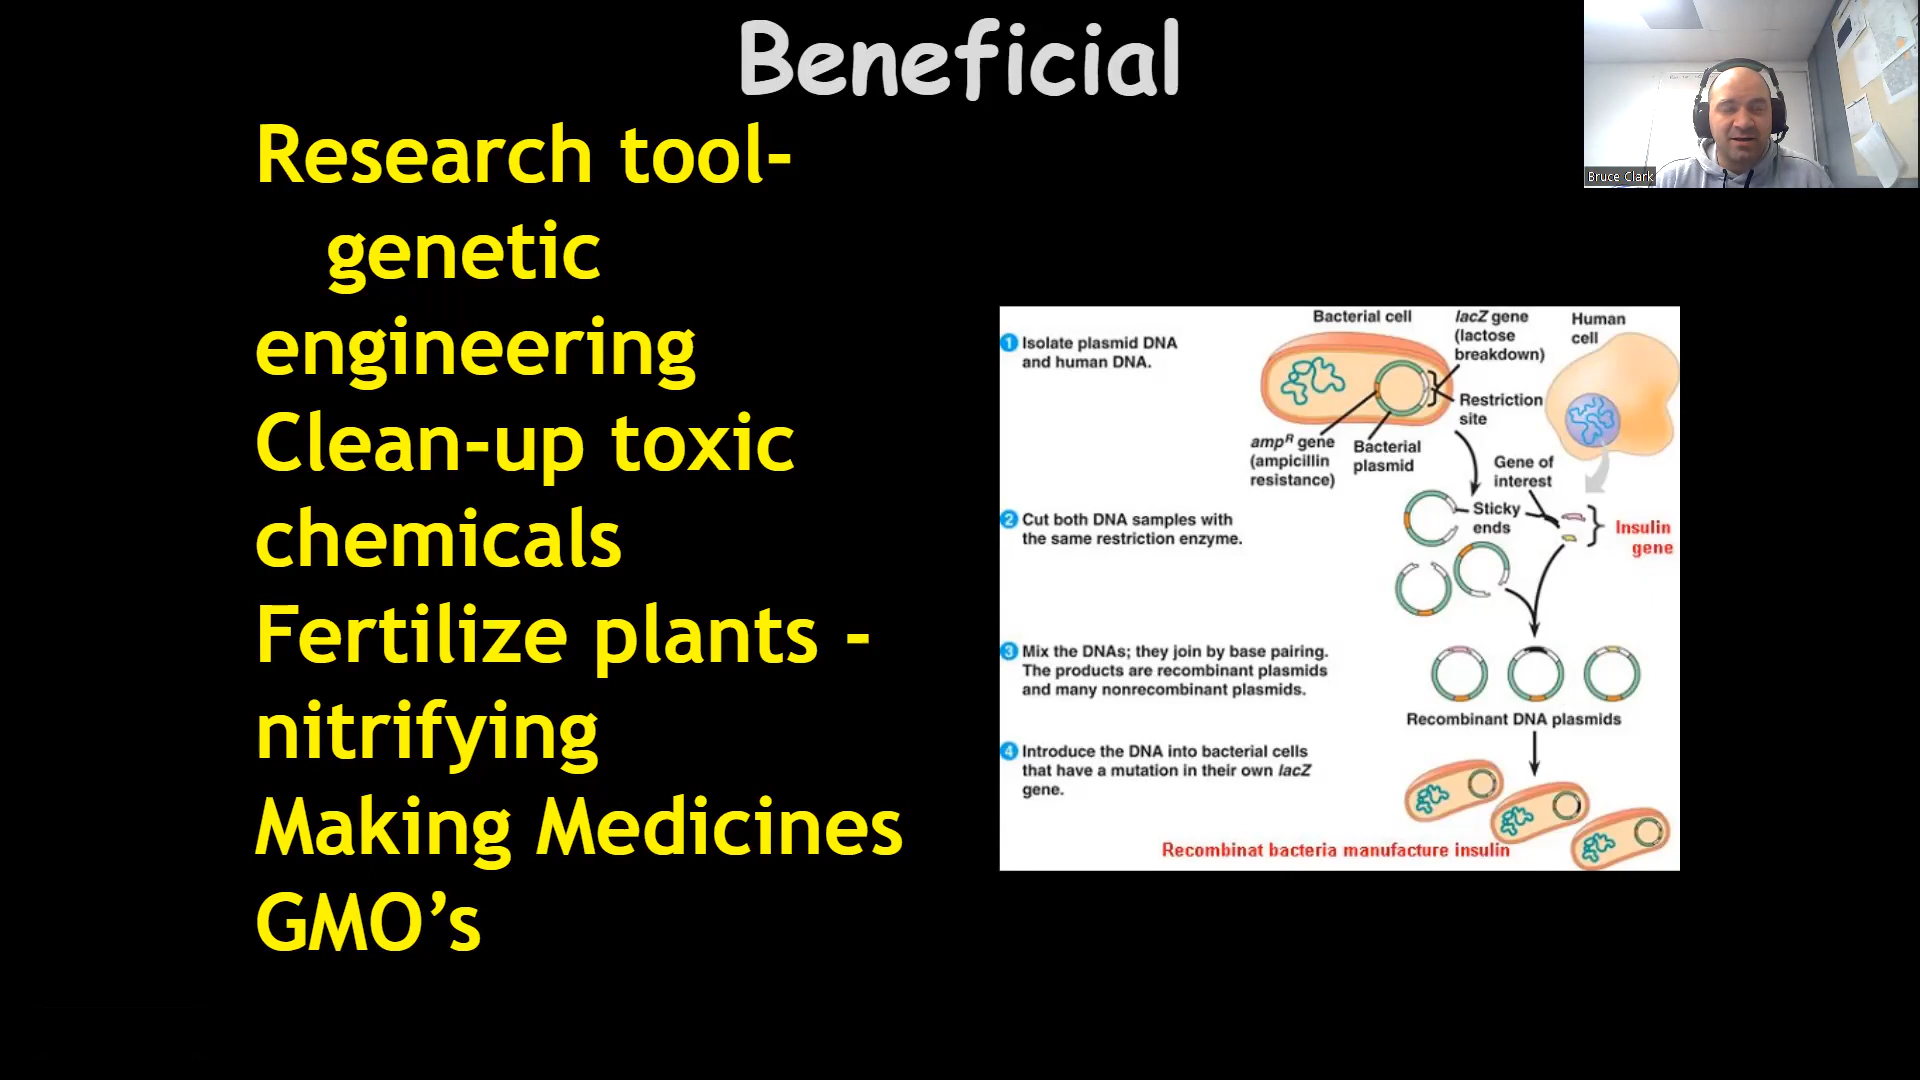 Beneficial
Research tool-
genetic
engineering
Clean-up toxic
chemicals
Fertilize plants -
nitrifying
Making Medicines
GMO’s
Bruce Clark
1 Isolate plasmid DNA
and human DNA.
Bacterial cell
lacZ gene
(lactose
breakdown)
Human
cell
Restriction
site
ampR gene
(ampicillin
resistance)
Bacterial
plasmid
Gene of
interest
2 Cut both DNA samples with
the same restriction enzyme.
Sticky
ends
Insulin
gene
3 Mix the DNAs; they join by base pairing.
The products are recombinant plasmids
and many nonrecombinant plasmids.
Recombinant DNA plasmids
4 Introduce the DNA into bacterial cells
that have a mutation in their own lacZ
gene.
Recombinat bacteria manufacture insulin